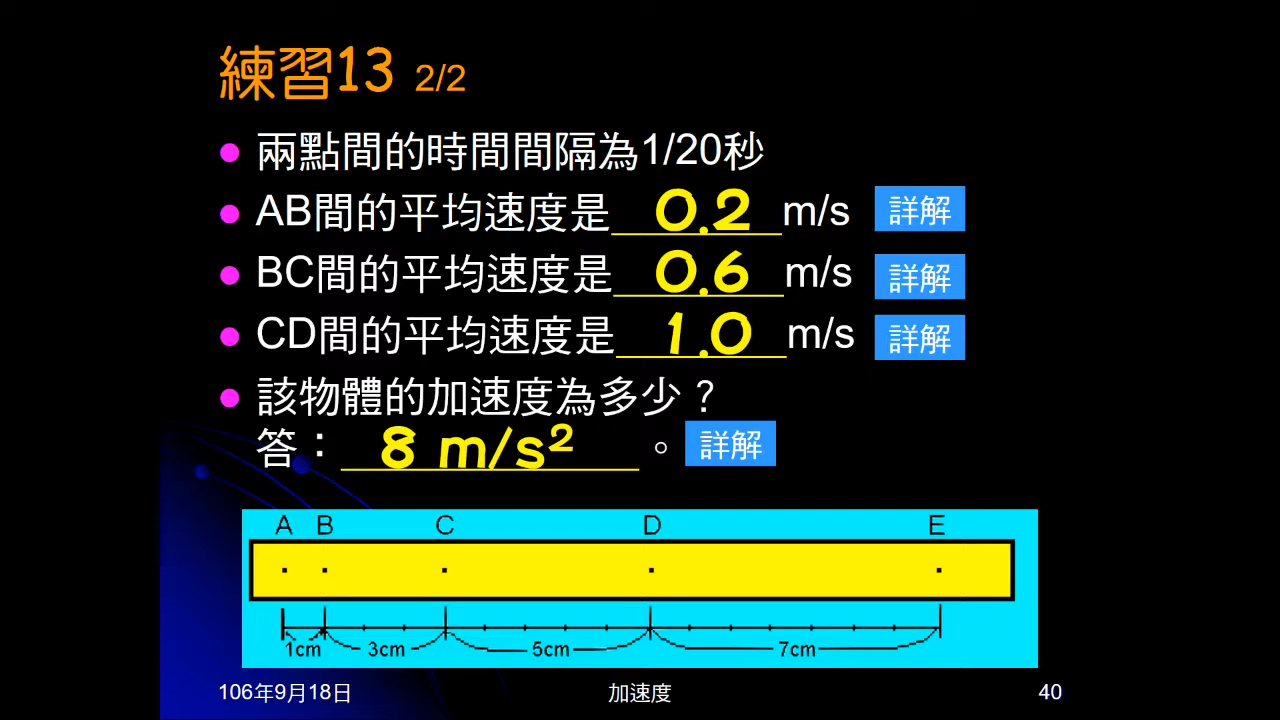 練習13 2/2
兩點間的時間間隔為1/20秒
AB間的平均速度是 0.2 m/s 詳解
BC間的平均速度是 0.6 m/s 詳解
CD間的平均速度是 1.0 m/s 詳解
該物體的加速度為多少？
答： 8 m/s² 。 詳解
A B C D E
1cm 3cm 5cm 7cm
106年9月18日 加速度 40